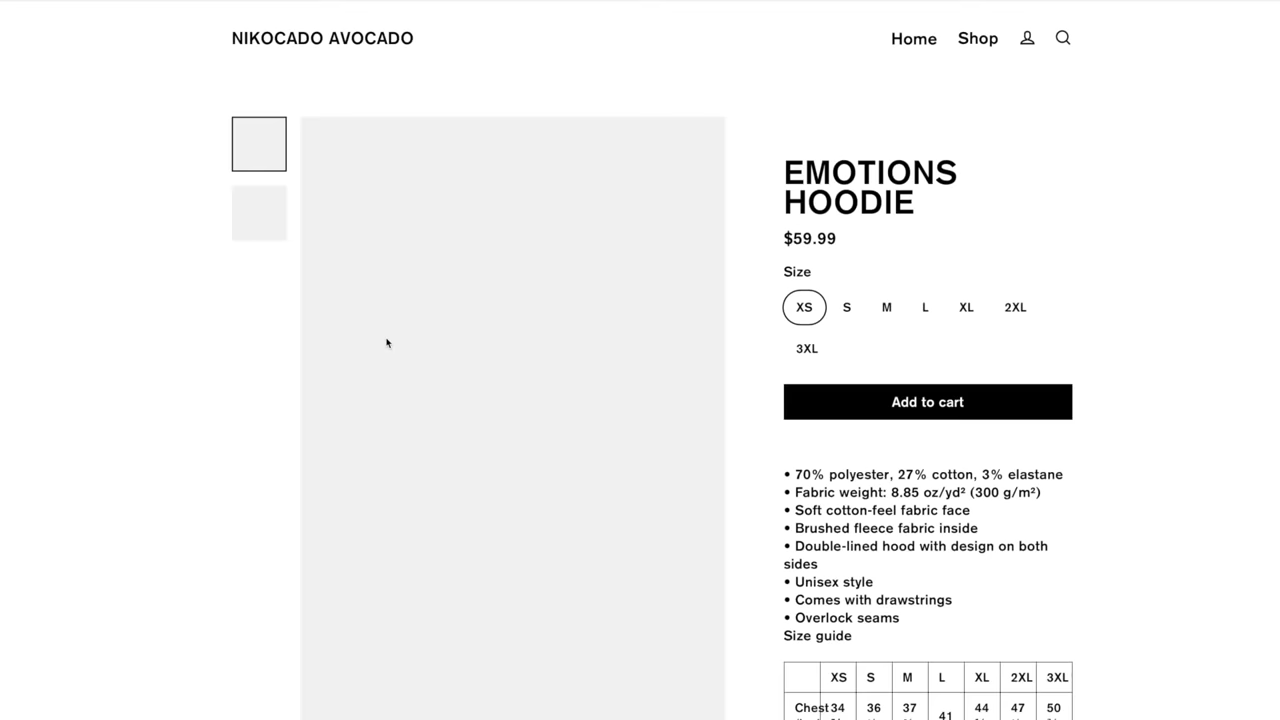 NIKOCADO AVOCADO
Home Shop
EMOTIONS
HOODIE
$59.99
Size
XS S M L XL 2XL
3XL
Add to cart
• 70% polyester, 27% cotton, 3% elastane
• Fabric weight: 8.85 oz/yd² (300 g/m²)
• Soft cotton-feel fabric face
• Brushed fleece fabric inside
• Double-lined hood with design on both
sides
• Unisex style
• Comes with drawstrings
• Overlock seams
Size guide
XS S M L XL 2XL 3XL
Chest 34 36 37 41 44 47 50